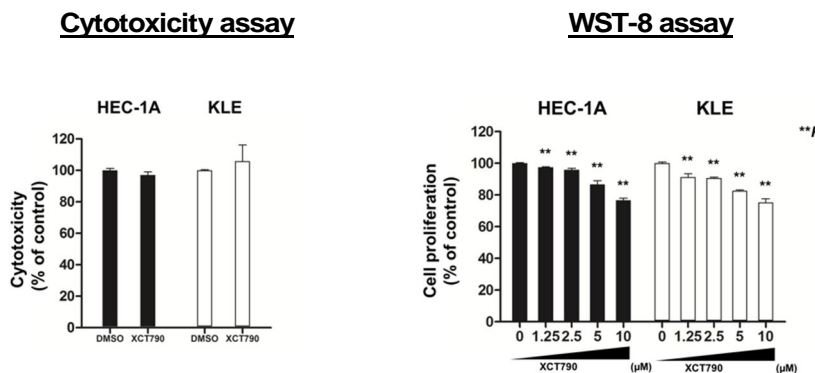 Cytotoxicity assay
HEC-1A KLE
Cytotoxicity
(% of control)
120
100
80
60
40
20
0
DMSO XCT790 DMSO XCT790
WST-8 assay
HEC-1A KLE
**P
Cell proliferation
(% of control)
120
100
80
60
40
20
0
** ** ** ** ** ** ** **
0 1.25 2.5 5 10 0 1.25 2.5 5 10
XCT790 (μM) XCT790 (μM)